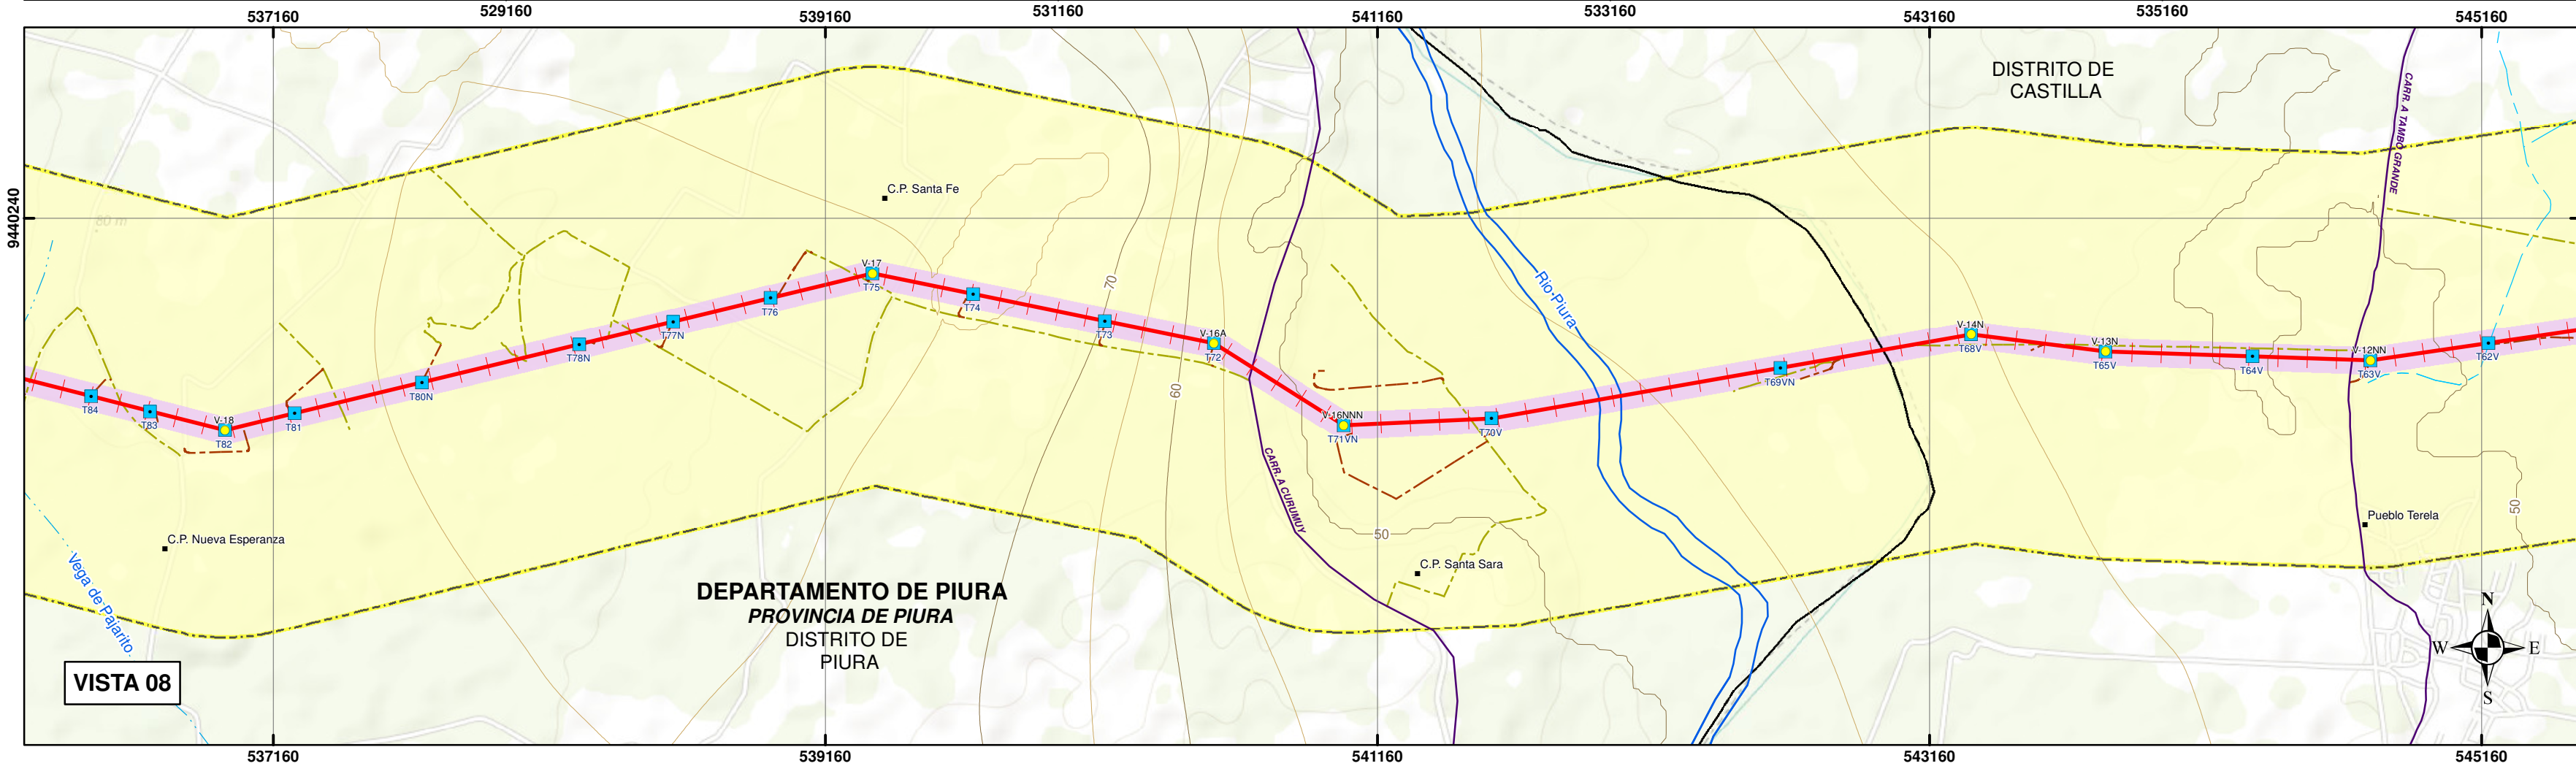 529160
531160
533160
535160
537160
539160
541160
543160
545160
DISTRITO DE
CASTILLA
CARR. A TAMBO GRANDE
9440240
80 m
C.P. Santa Fe
V-17
T75
T76
T74
70
T77N
T73
T78N
V-16A
T72
Rio Piura
V-14N
T68V
V-13N
T65V
T64V
V-12NN
T63V
T62V
T69VN
T84
T83
V-18
T82
T81
T80N
60
V-16NNN
T71VN
T70V
CARR. A CURUMUY
50
C.P. Nueva Esperanza
Pueblo Terela
50
C.P. Santa Sara
Vega de Pajarito
DEPARTAMENTO DE PIURA
PROVINCIA DE PIURA
DISTRITO DE
PIURA
VISTA 08
N
W
E
S
537160
539160
541160
543160
545160